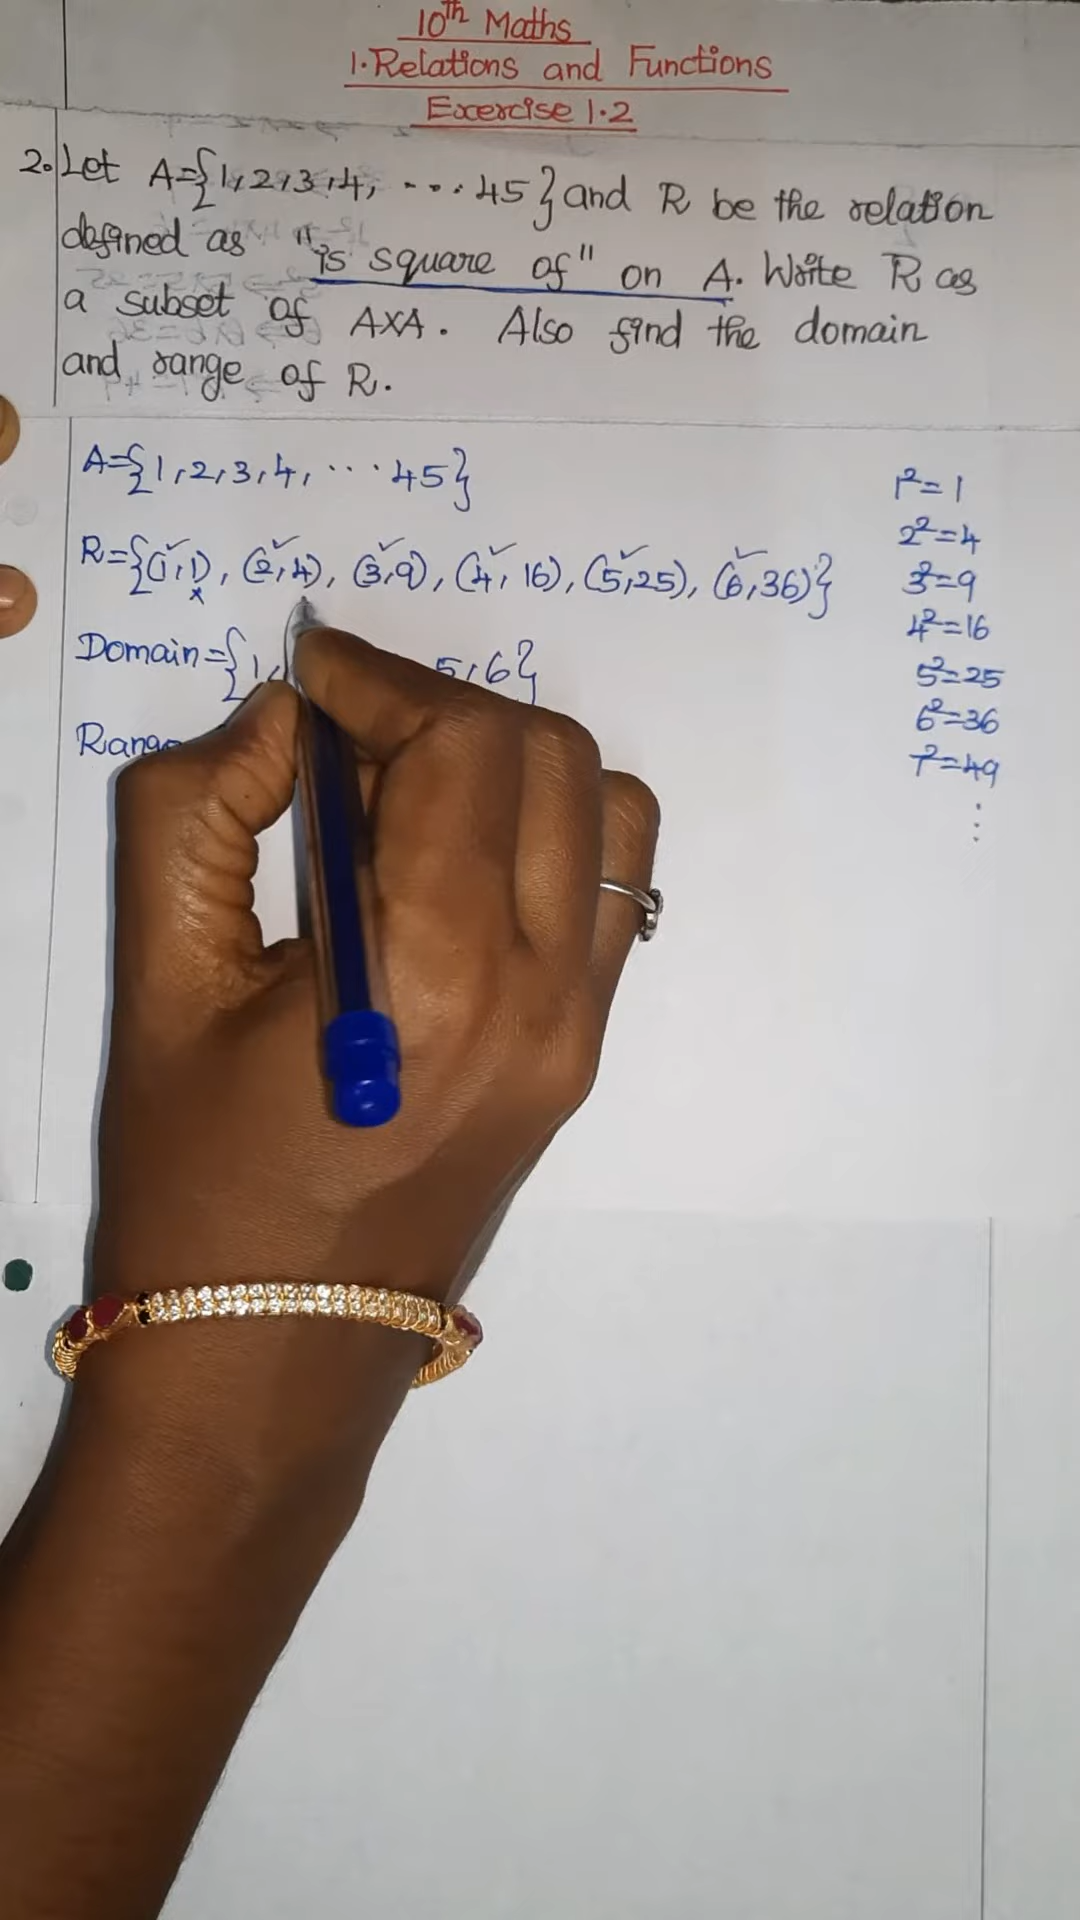 10th Maths
1. Relations and Functions
Exercise 1.2
2. Let A={1,2,3,4, .... 45} and R be the relation
defined as "is square of" on A. Write R as
a subset of A×A. Also find the domain
and range of R.
A={1,2,3,4, ... 45}
R={(1,1), (2,4), (3,9), (4,16), (5,25), (6,36)}
Domain={1, 5,6}
1²=1
2²=4
3²=9
4²=16
5²=25
6²=36
7²=49
⋮